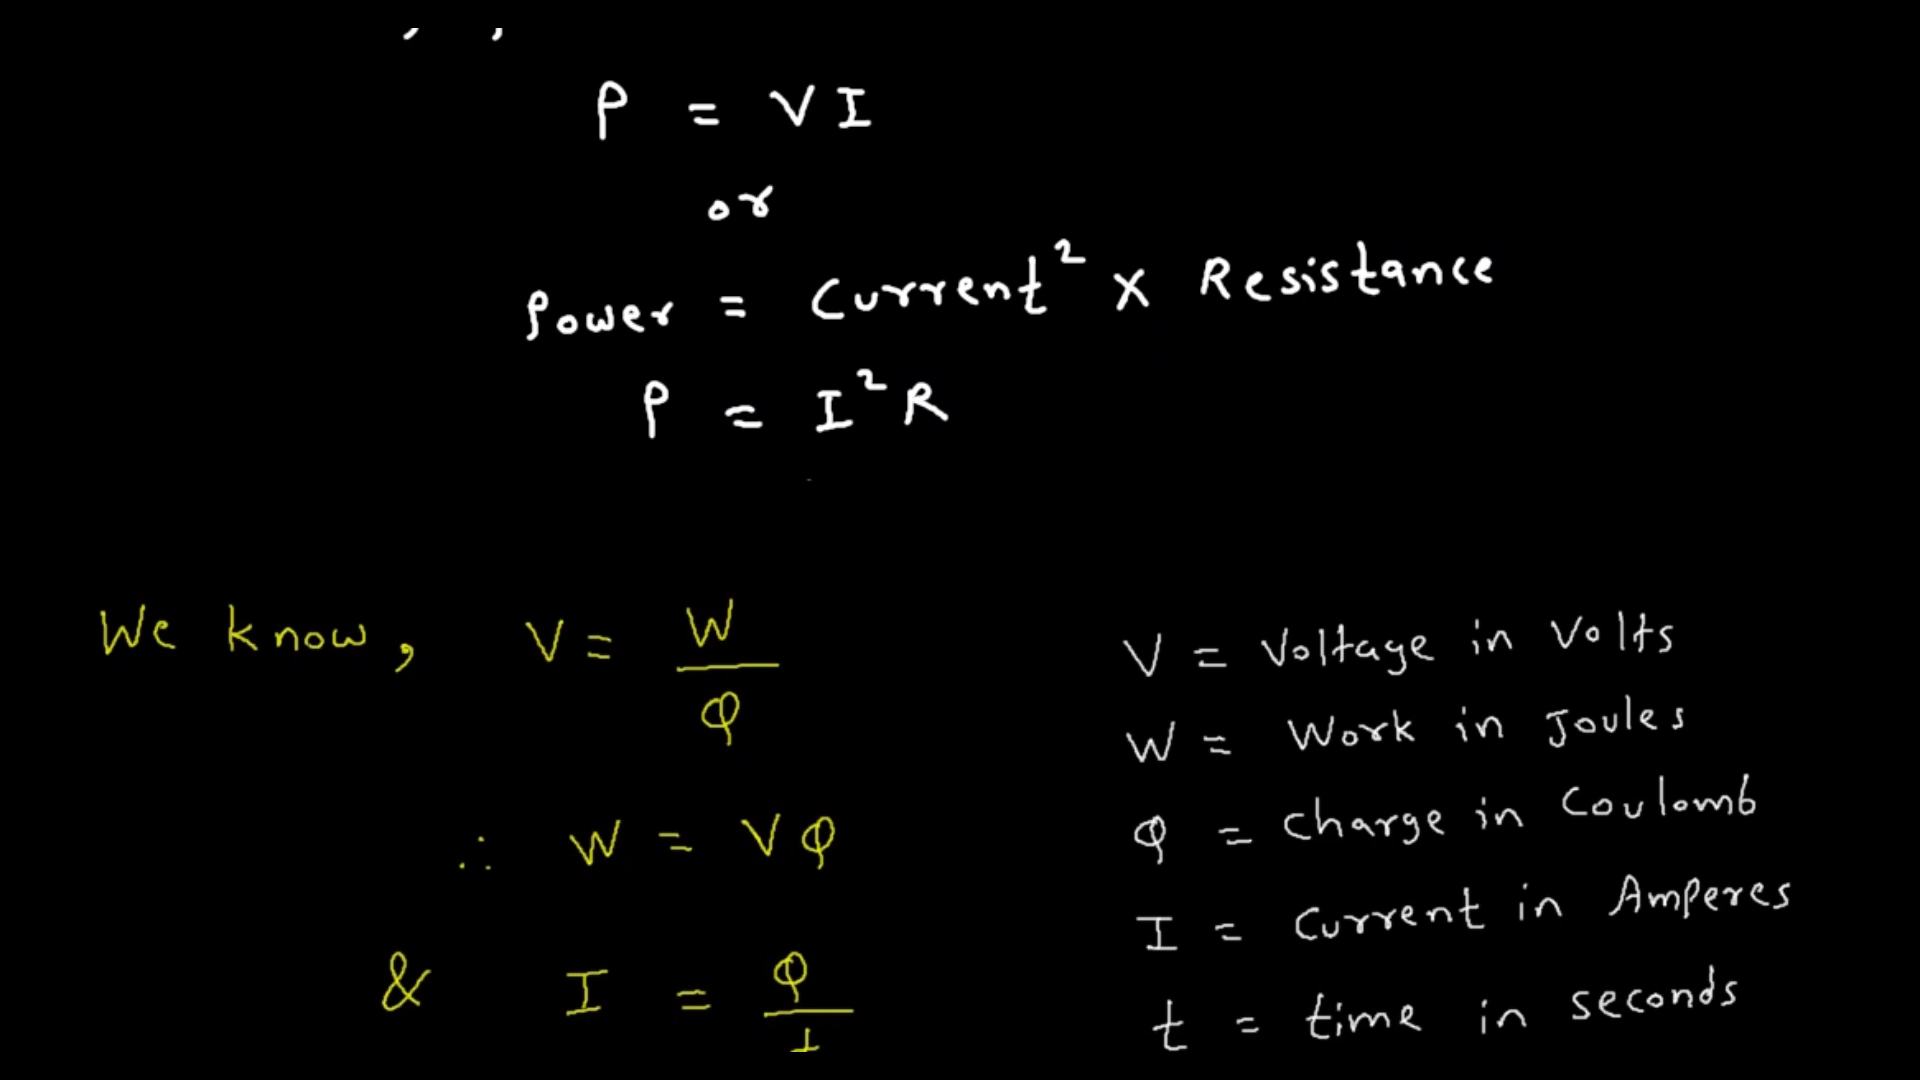 P = VI
or
Power = Current² × Resistance
P = I²R
We know, V = W/Q
∴ W = VQ
& I = Q/
V = Voltage in Volts
W = Work in Joules
Q = Charge in Coulomb
I = Current in Amperes
t = time in seconds